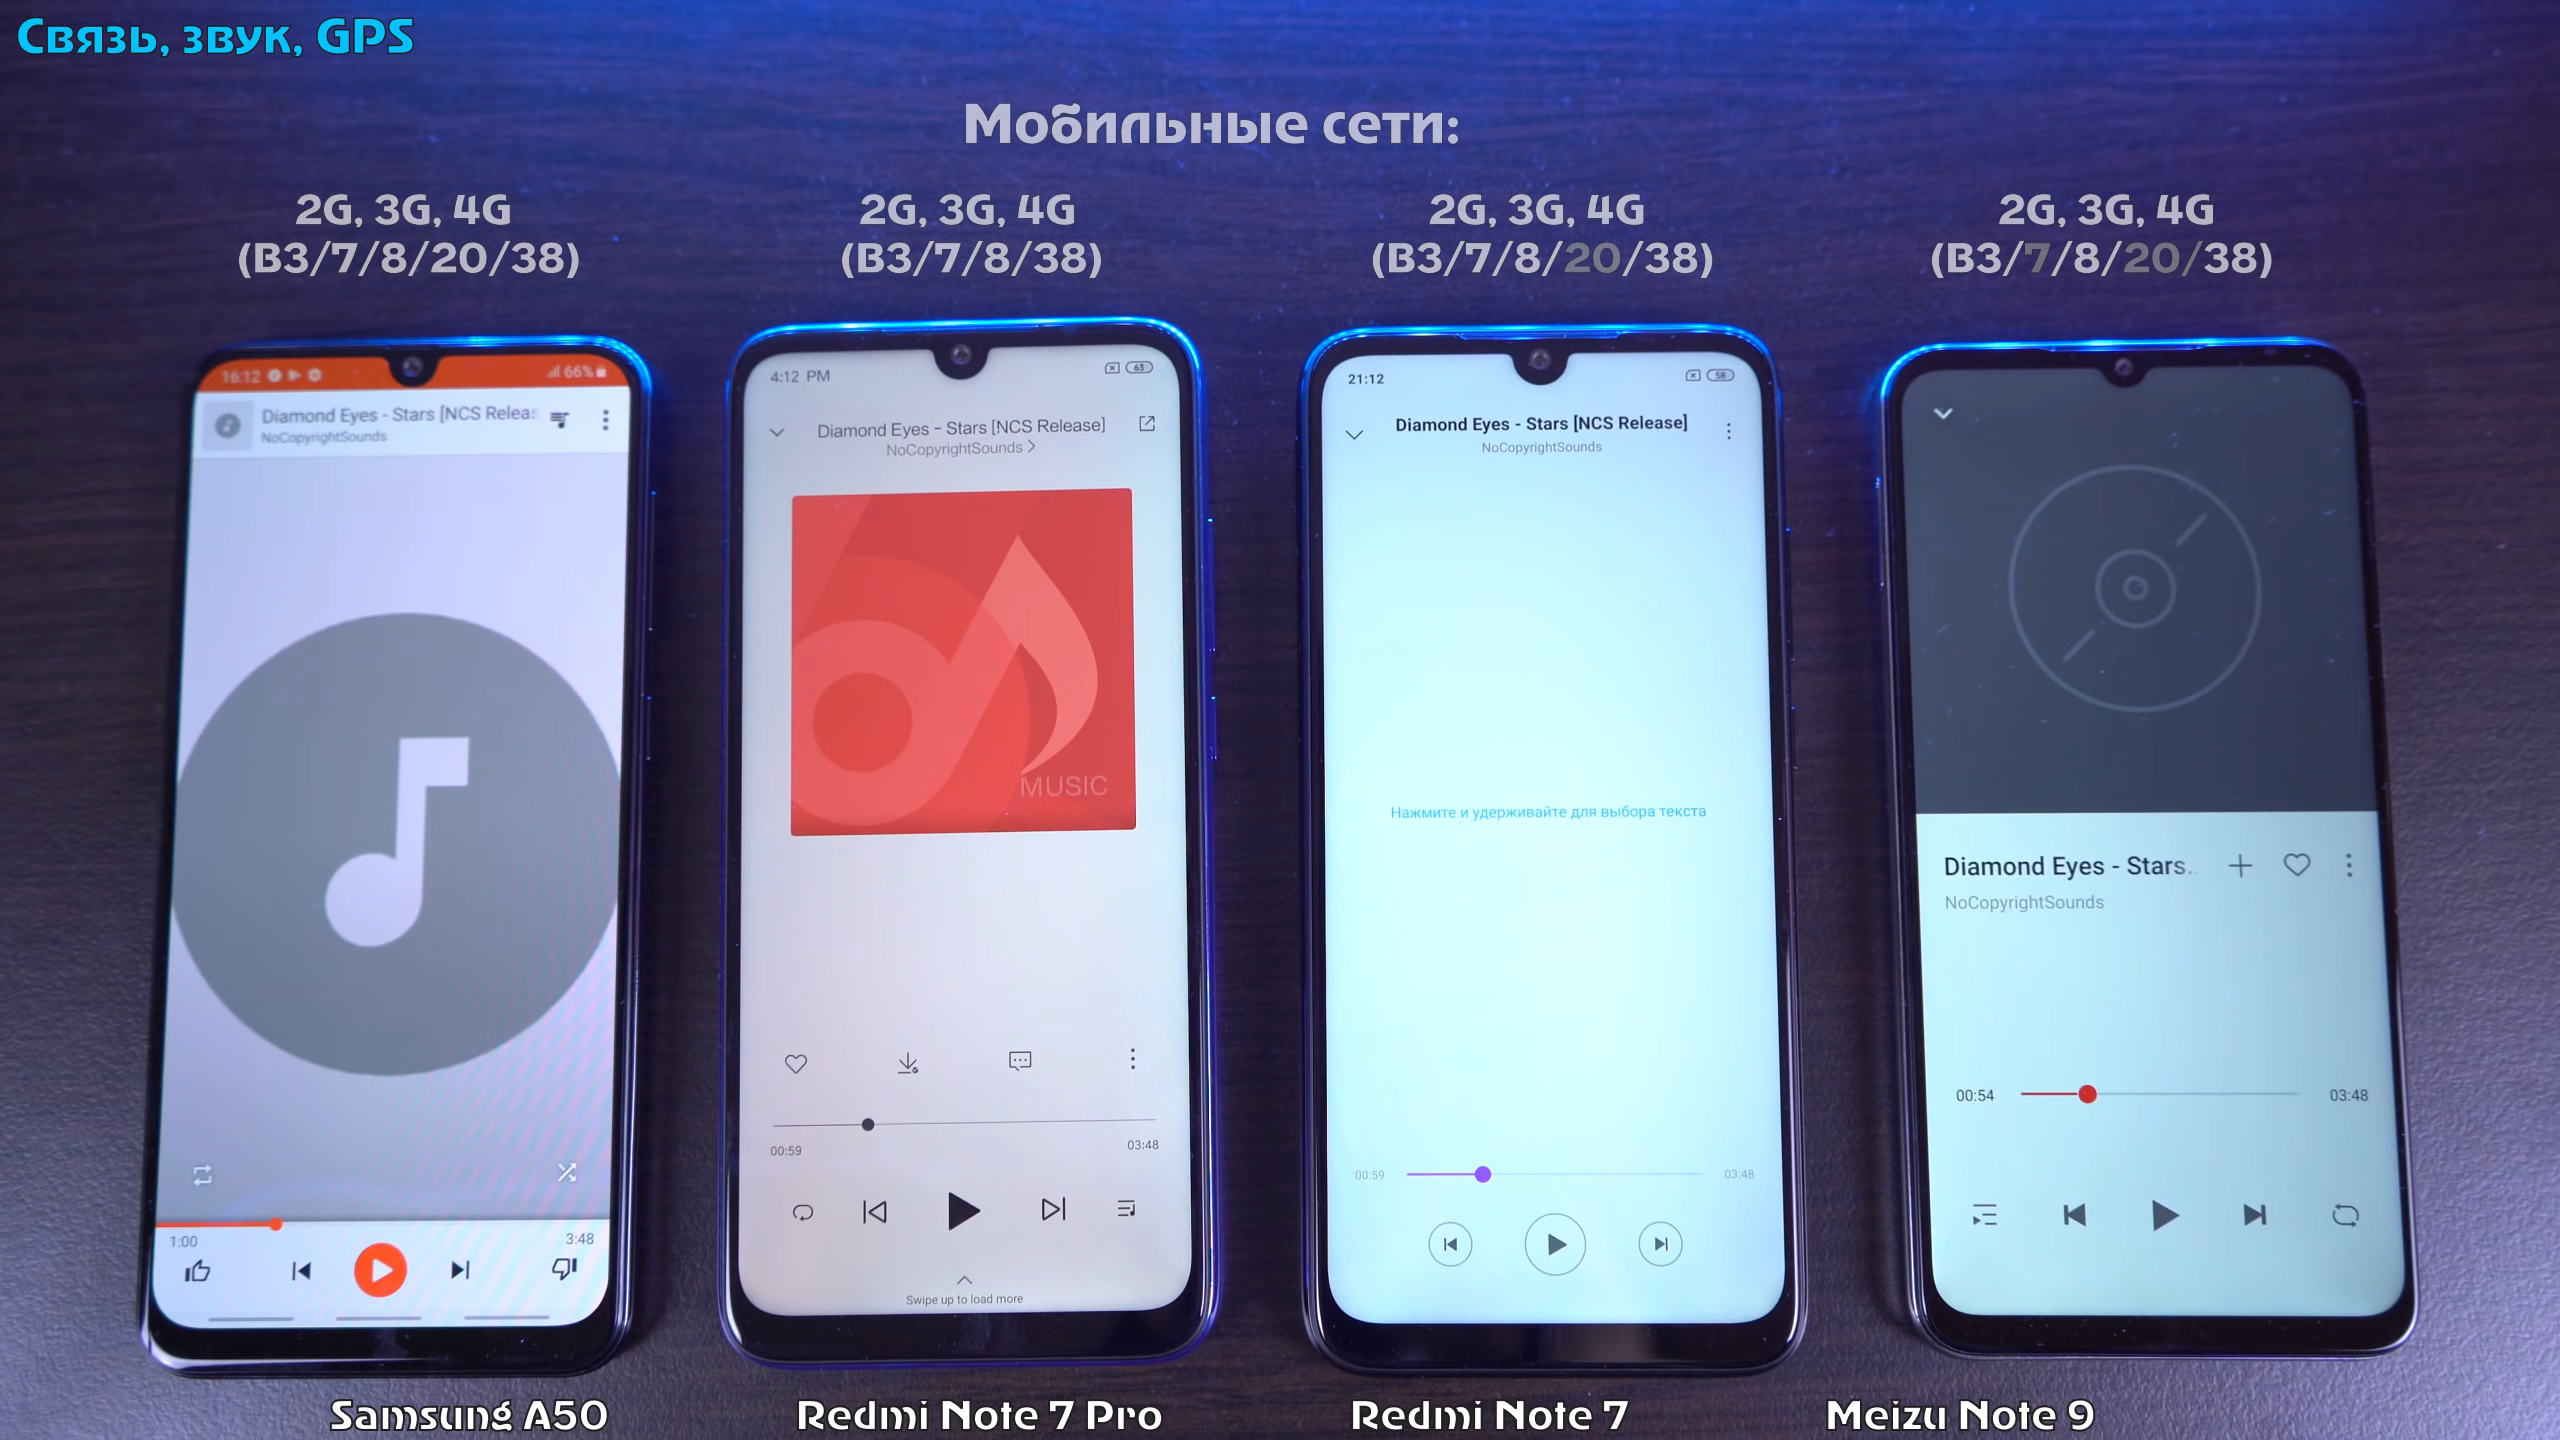 Связь, звук, GPS
Мобильные сети:
2G, 3G, 4G
(B3/7/8/20/38)
2G, 3G, 4G
(B3/7/8/38)
2G, 3G, 4G
(B3/7/8/20/38)
2G, 3G, 4G
(B3/7/8/20/38)
16:12
66%
Diamond Eyes - Stars [NCS Releas
NoCopyrightSounds
1:00
3:48
4:12 PM
63
Diamond Eyes - Stars [NCS Release]
NoCopyrightSounds >
MUSIC
00:59
03:48
Swipe up to load more
21:12
58
Diamond Eyes - Stars [NCS Release]
NoCopyrightSounds
Нажмите и удерживайте для выбора текста
00:59
03:48
Diamond Eyes - Stars..
NoCopyrightSounds
00:54
03:48
Samsung A50
Redmi Note 7 Pro
Redmi Note 7
Meizu Note 9